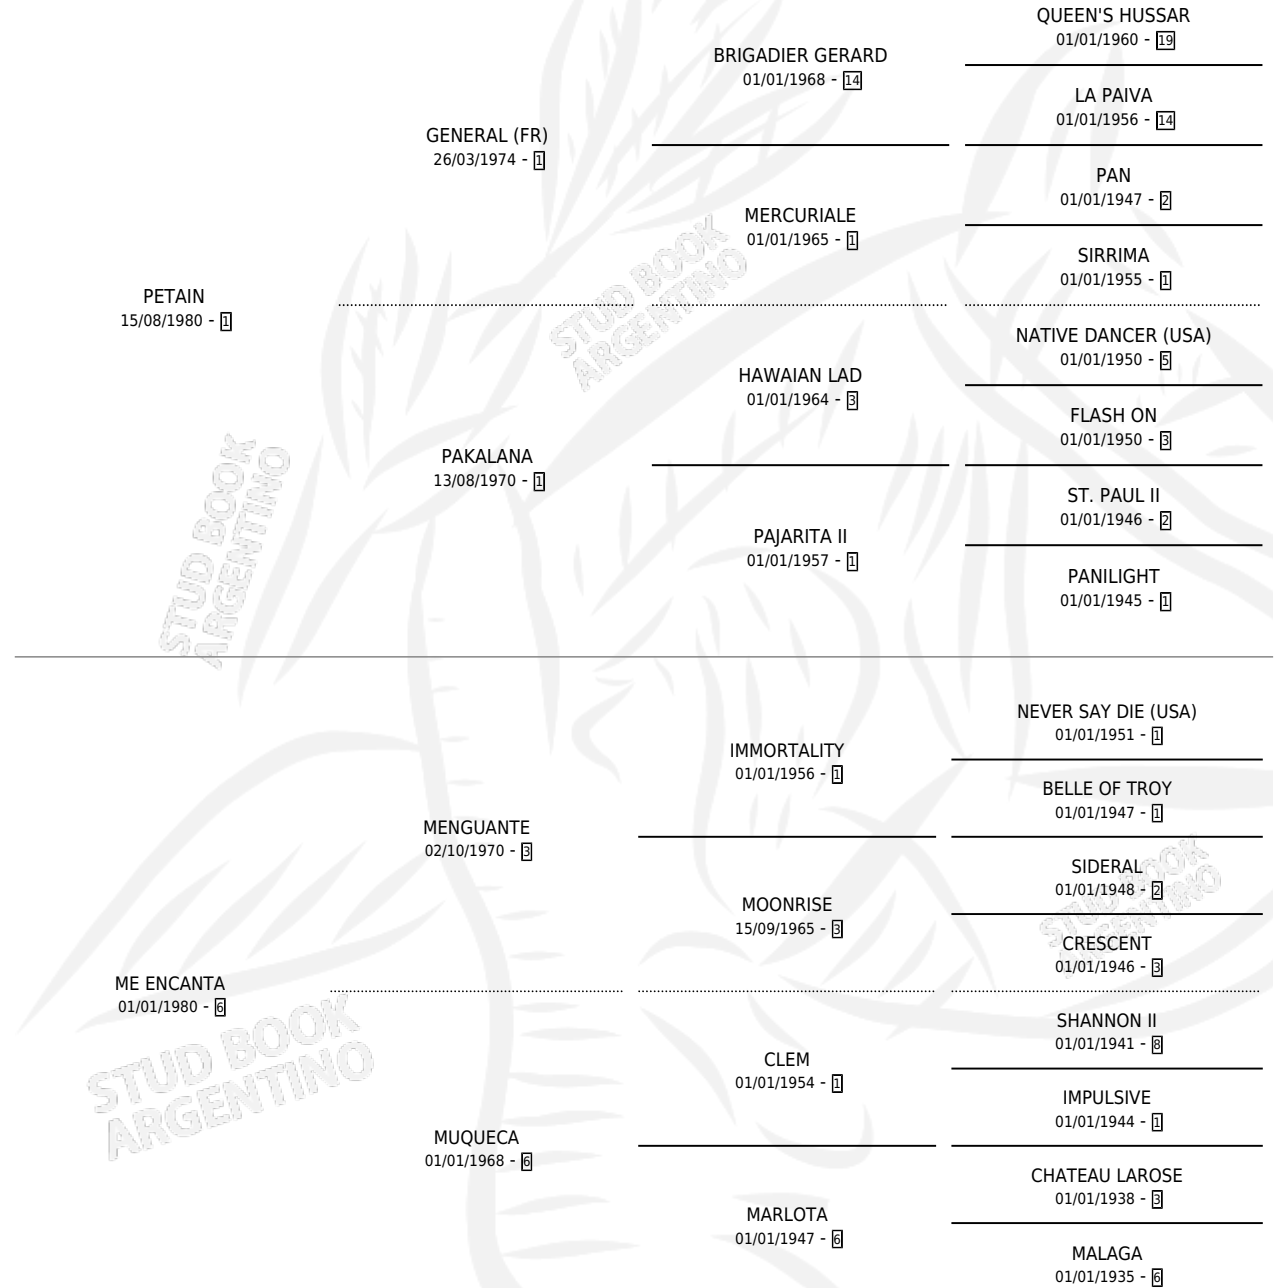 QUEEN'S HUSSAR
01/01/1960 - 19
BRIGADIER GERARD
01/01/1968 - 14
LA PAIVA
01/01/1956 - 14
GENERAL (FR)
26/03/1974 - 1
PAN
01/01/1947 - 2
MERCURIALE
01/01/1965 - 1
SIRRIMA
01/01/1955 - 1
PETAIN
15/08/1980 - 1
NATIVE DANCER (USA)
01/01/1950 - 5
HAWAIAN LAD
01/01/1964 - 3
FLASH ON
01/01/1950 - 3
PAKALANA
13/08/1970 - 1
ST. PAUL II
01/01/1946 - 2
PAJARITA II
01/01/1957 - 1
PANILIGHT
01/01/1945 - 1
NEVER SAY DIE (USA)
01/01/1951 - 1
IMMORTALITY
01/01/1956 - 1
BELLE OF TROY
01/01/1947 - 1
MENGUANTE
02/10/1970 - 3
SIDERAL
01/01/1948 - 2
MOONRISE
15/09/1965 - 3
CRESCENT
01/01/1946 - 3
ME ENCANTA
01/01/1980 - 6
SHANNON II
01/01/1941 - 8
CLEM
01/01/1954 - 1
IMPULSIVE
01/01/1944 - 1
MUQUECA
01/01/1968 - 6
CHATEAU LAROSE
01/01/1938 - 3
MARLOTA
01/01/1947 - 6
MALAGA
01/01/1935 - 6
STUD BOOK
ARGENTINO
STUD BOOK
ARGENTINO
STUD BOOK
ARGENTINO
STUD BOOK
ARGENTINO